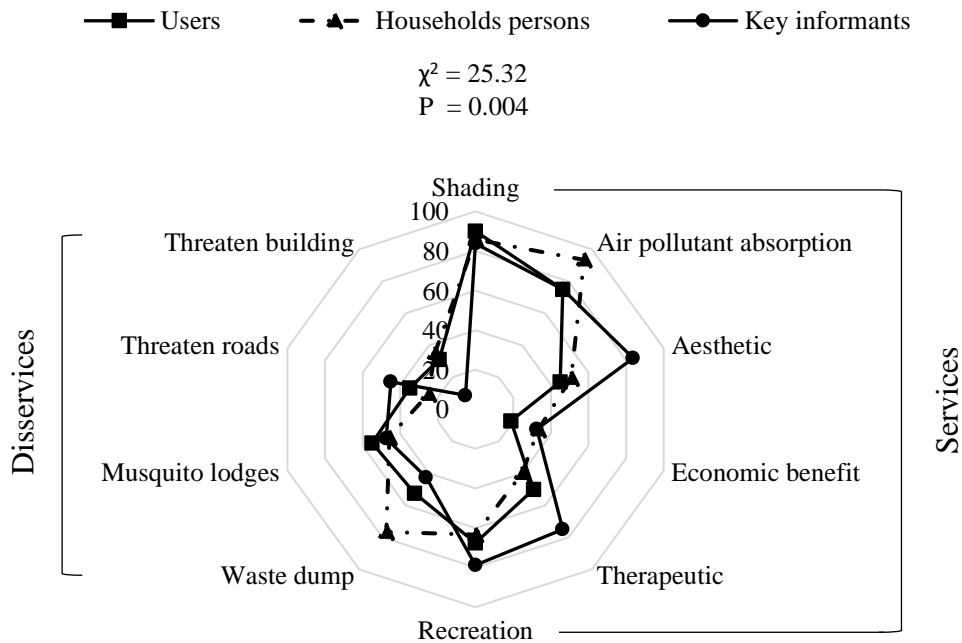 Users Households persons Key informants
χ² = 25.32
P = 0.004
Shading
100
80
60
40
20
0
Threaten building
Air pollutant absorption
Threaten roads
Aesthetic
Disservices
Services
Musquito lodges
Economic benefit
Waste dump
Therapeutic
Recreation